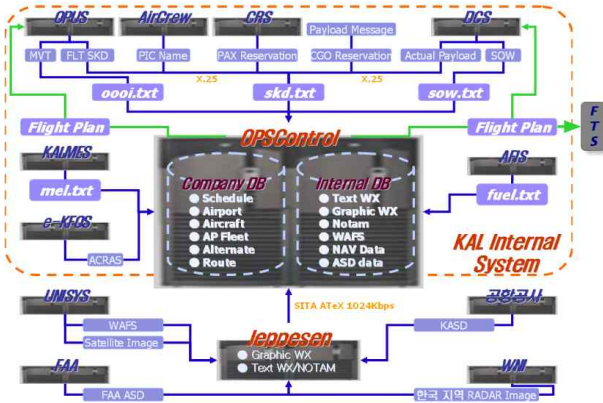 OPUS
AirCrew
CRS
Payload Message
DCS
MVT
FLT SKD
PIC Name
PAX Reservation
CGO Reservation
Actual Payload
SOW
X.25
X.25
oooi.txt
skd.txt
sow.txt
Flight Plan
Flight Plan
FTS
OPSControl
KALMES
mel.txt
e-KFOS
ACRAS
Company DB
Schedule
Airport
Aircraft
AP Fleet
Alternate
Route
Internal DB
Text WX
Graphic WX
Notam
WAFS
NAV Data
ASD data
fuel.txt
KAL Internal
System
SITA ATeX 1024Kbps
UNISYS
WAFS
Satellite Image
Jeppesen
Graphic WX
Text WX/NOTAM
공항공사
KASD
FAA
FAA ASD
WNI
한국 지역 RADAR Image